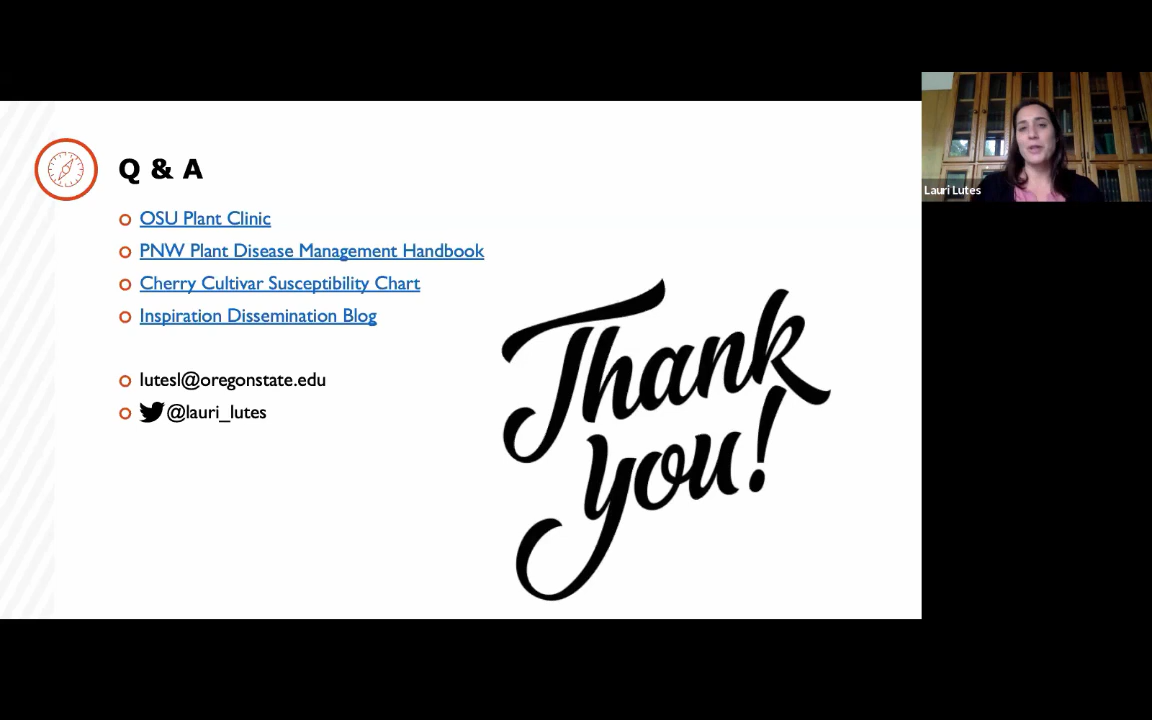 Q & A
OSU Plant Clinic
PNW Plant Disease Management Handbook
Cherry Cultivar Susceptibility Chart
Inspiration Dissemination Blog
lutesl@oregonstate.edu
@lauri_lutes
Thank
you!
Lauri Lutes